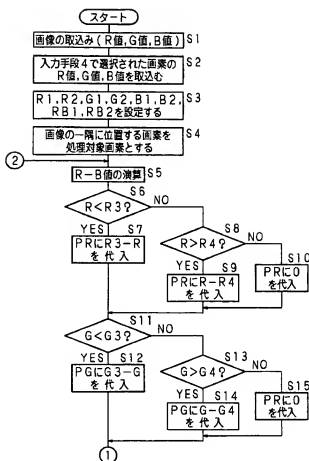 スタート
画像の取込み(R値,G値,B値) S1
入力手段4で選択された画素の
R値,G値,B値を取込む
S2
R1,R2,G1,G2,B1,B2,
RB1,RB2を設定する
S3
画像の一隅に位置する画素を
処理対象画素とする
S4
②
R−B値の演算 S5
S6
R<R3? NO
YES S7
PRにR3−R
を代入
S8
R>R4? NO
YES S9
PRにR−R4
を代入
S10
PRに0
を代入
S11
G<G3? NO
YES S12
PGにG3−G
を代入
S13
G>G4? NO
YES S14
PGにG−G4
を代入
S15
PRに0
を代入
①